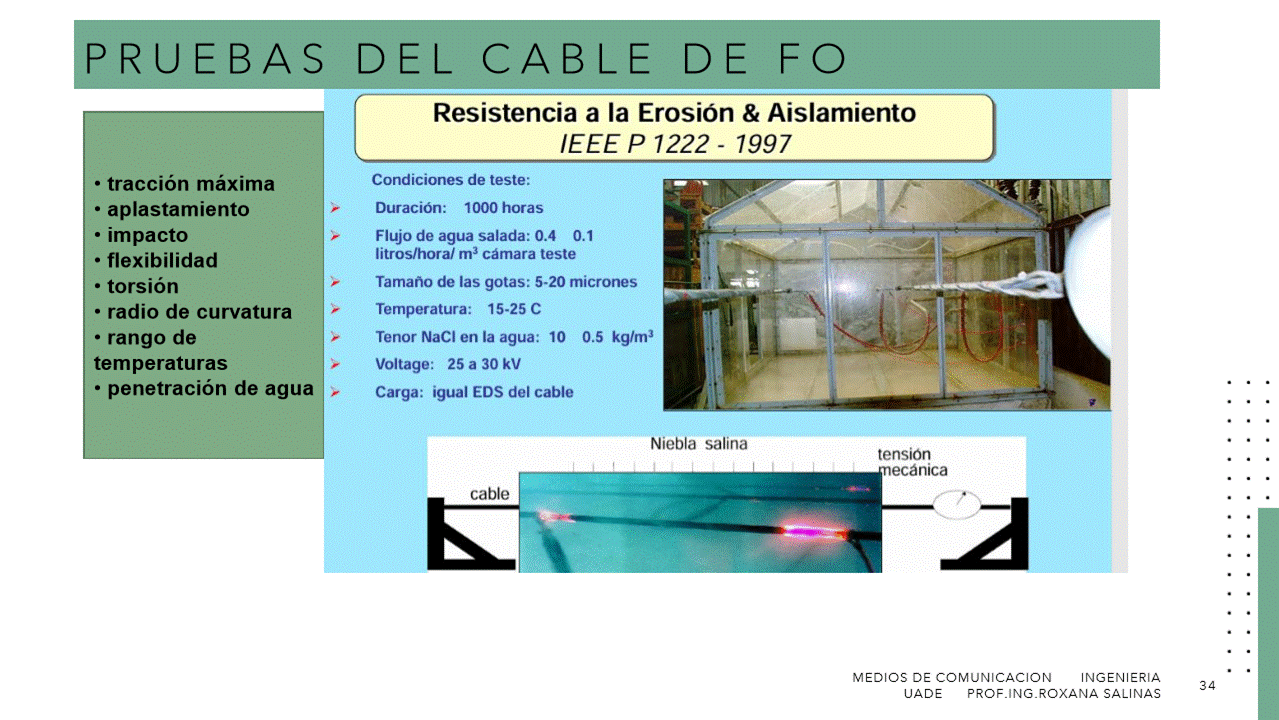 PRUEBAS DEL CABLE DE FO
• tracción máxima
• aplastamiento
• impacto
• flexibilidad
• torsión
• radio de curvatura
• rango de
temperaturas
• penetración de agua
Resistencia a la Erosión & Aislamiento
IEEE P 1222 - 1997
Condiciones de teste:
Duración: 1000 horas
Flujo de agua salada: 0.4 0.1
litros/hora/ m³ cámara teste
Tamaño de las gotas: 5-20 micrones
Temperatura: 15-25 C
Tenor NaCl en la agua: 10 0.5 kg/m³
Voltage: 25 a 30 kV
Carga: igual EDS del cable
Niebla salina
tensión
mecánica
cable
MEDIOS DE COMUNICACION INGENIERIA
UADE PROF.ING.ROXANA SALINAS
34